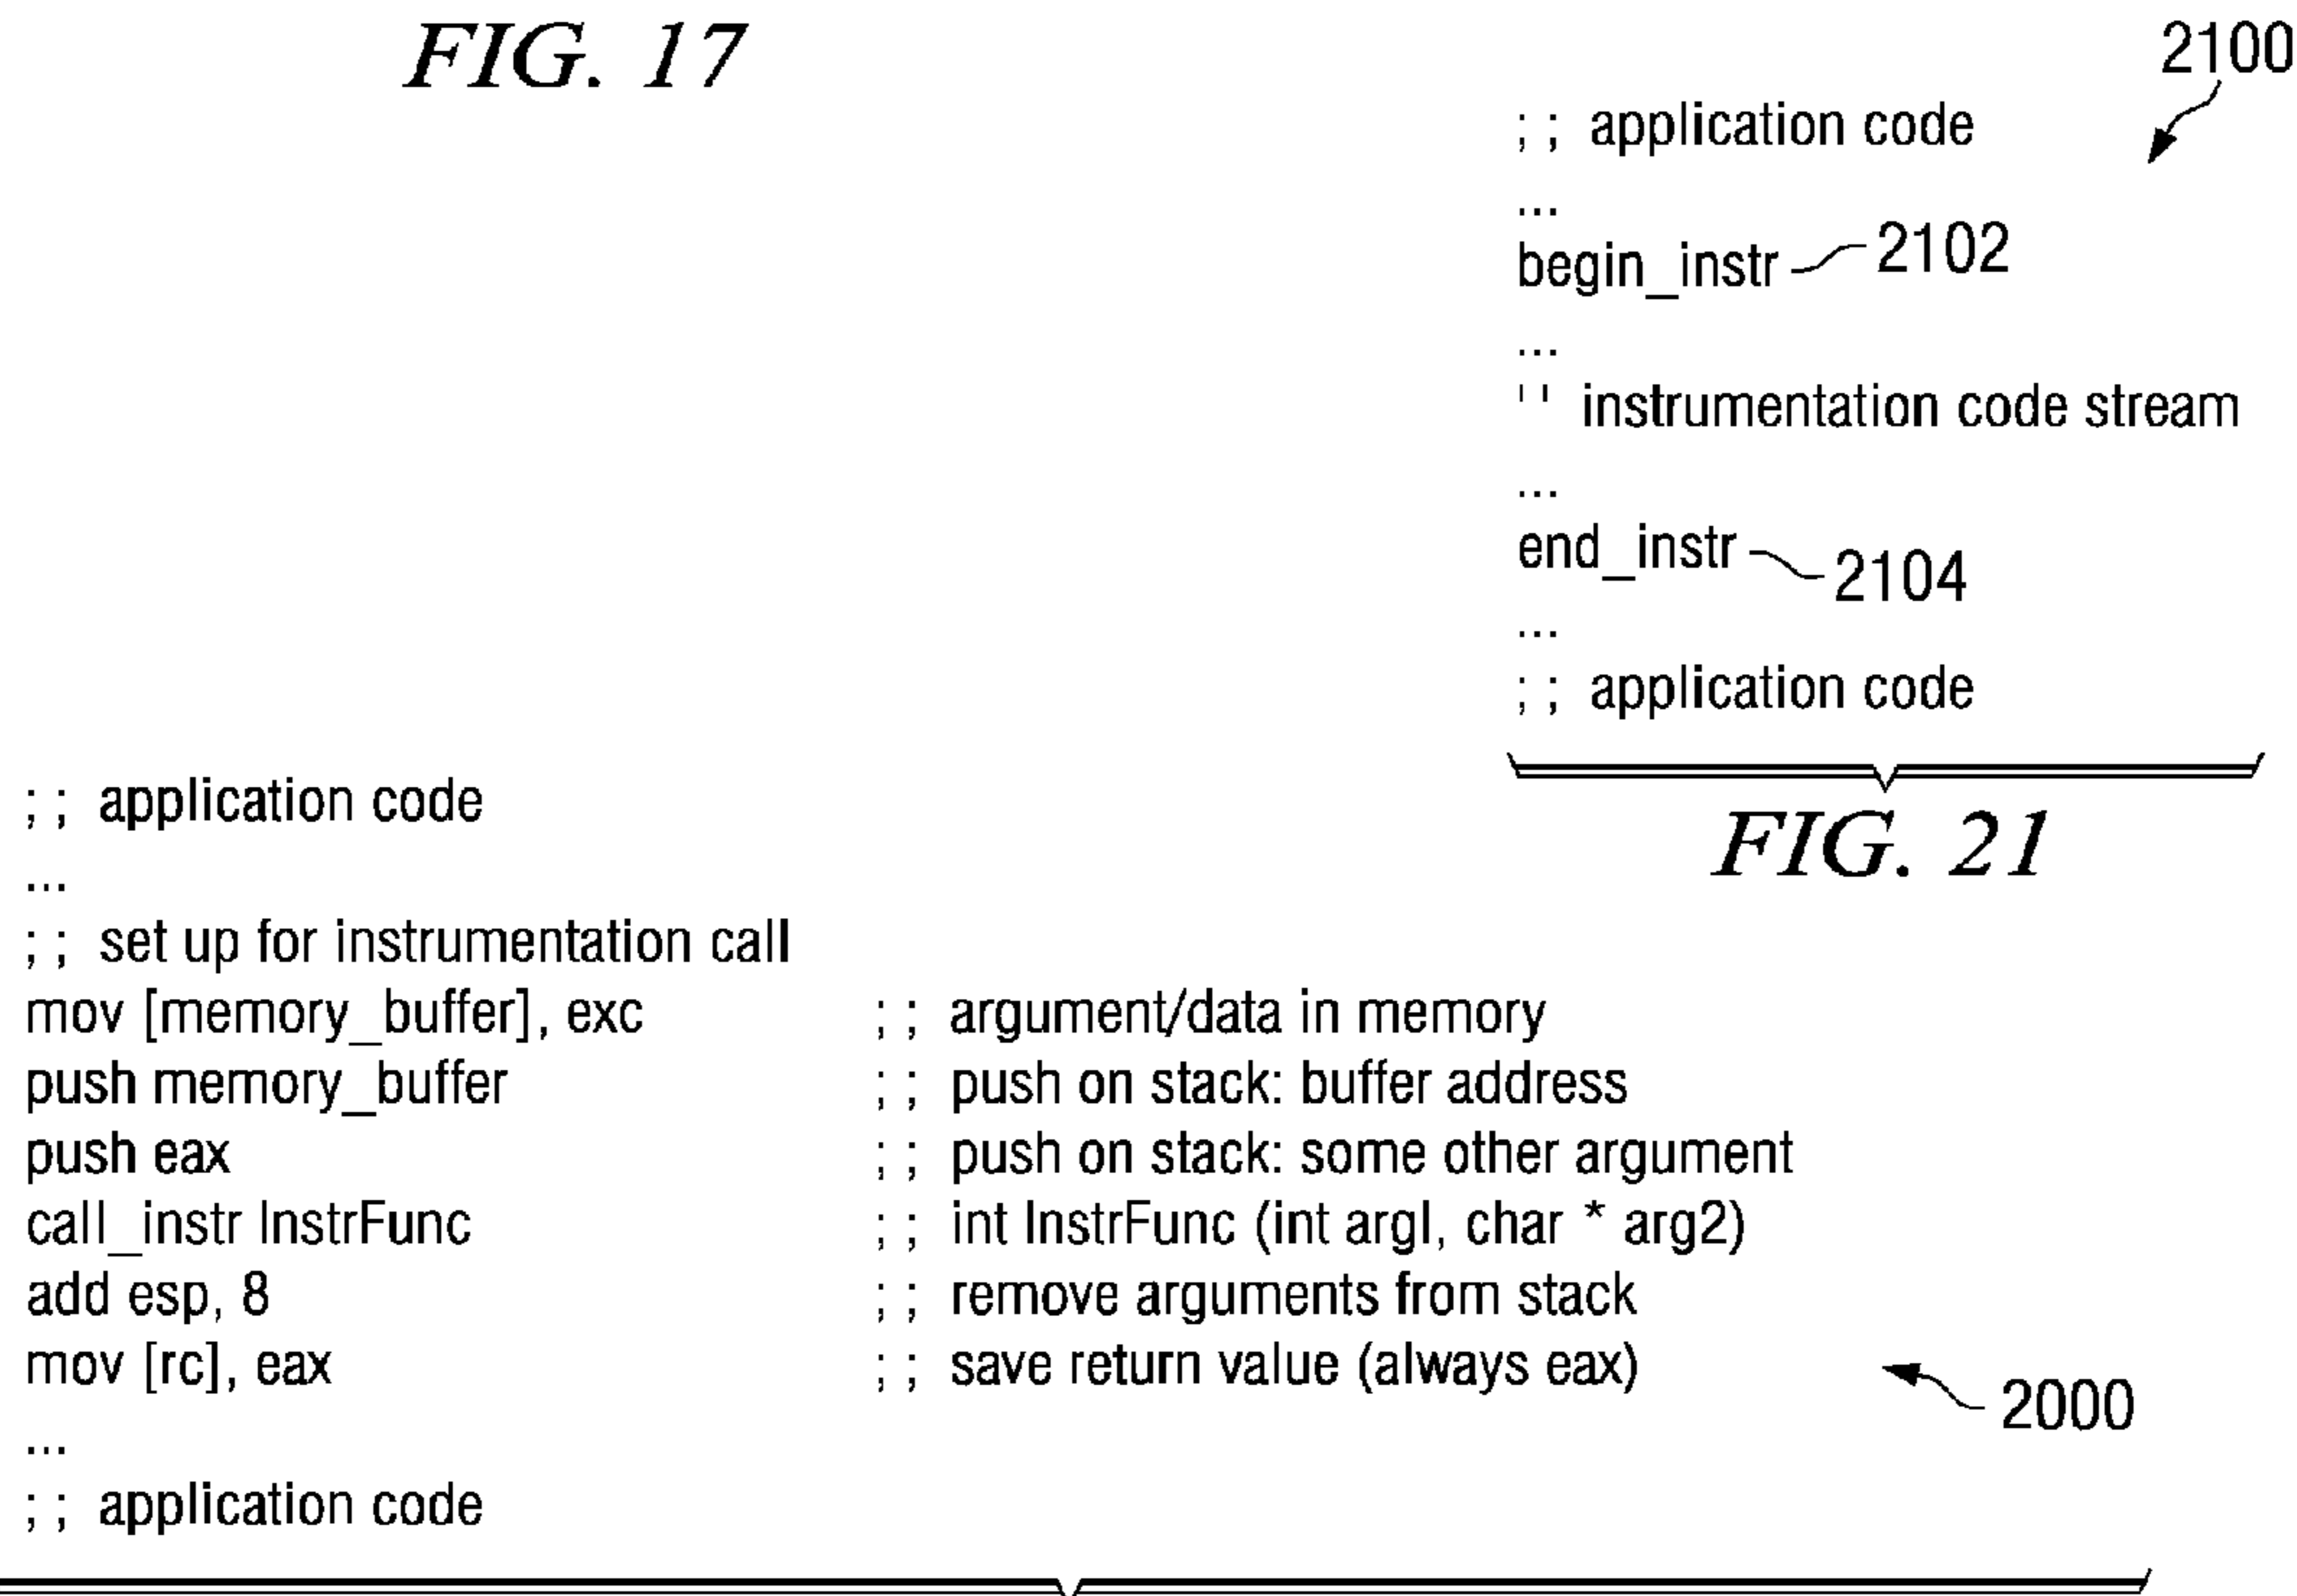 FIG. 17
2100
; ; application code
...
begin_instr 2102
...
' ' instrumentation code stream
...
end_instr 2104
...
; ; application code
FIG. 21
; ; application code
...
; ; set up for instrumentation call
mov [memory_buffer], exc ; ; argument/data in memory
push memory_buffer ; ; push on stack: buffer address
push eax ; ; push on stack: some other argument
call_instr InstrFunc ; ; int InstrFunc (int argl, char * arg2)
add esp, 8 ; ; remove arguments from stack
mov [rc], eax ; ; save return value (always eax)
2000
...
; ; application code